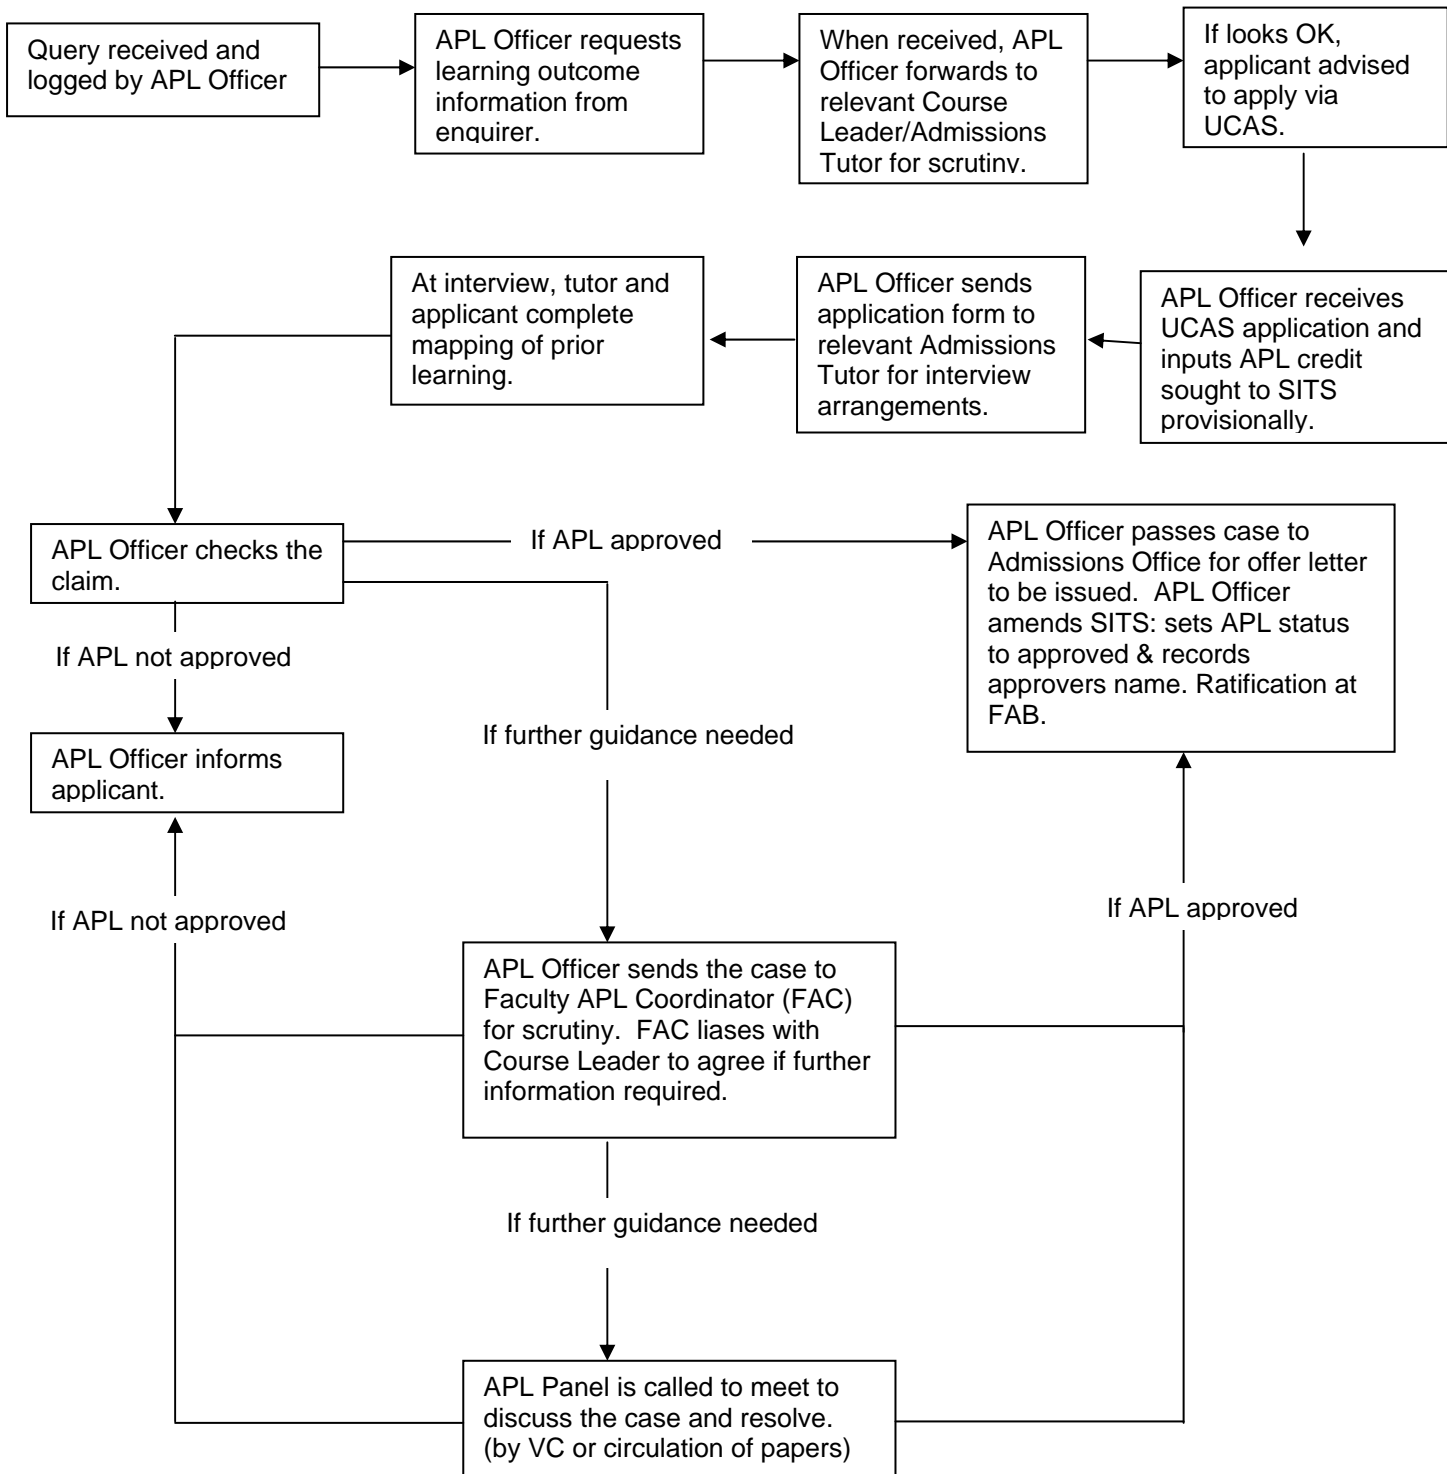 Query received and
logged by APL Officer
APL Officer requests
learning outcome
information from
enquirer.
When received, APL
Officer forwards to
relevant Course
Leader/Admissions
Tutor for scrutiny.
If looks OK,
applicant advised
to apply via
UCAS.
APL Officer receives
UCAS application and
inputs APL credit
sought to SITS
provisionally.
APL Officer sends
application form to
relevant Admissions
Tutor for interview
arrangements.
At interview, tutor and
applicant complete
mapping of prior
learning.
APL Officer checks the
claim.
If APL approved
APL Officer passes case to
Admissions Office for offer letter
to be issued.  APL Officer
amends SITS: sets APL status
to approved & records
approvers name. Ratification at
FAB.
If APL not approved
APL Officer informs
applicant.
If further guidance needed
If APL not approved
If APL approved
APL Officer sends the case to
Faculty APL Coordinator (FAC)
for scrutiny.  FAC liases with
Course Leader to agree if further
information required.
If further guidance needed
APL Panel is called to meet to
discuss the case and resolve.
(by VC or circulation of papers)